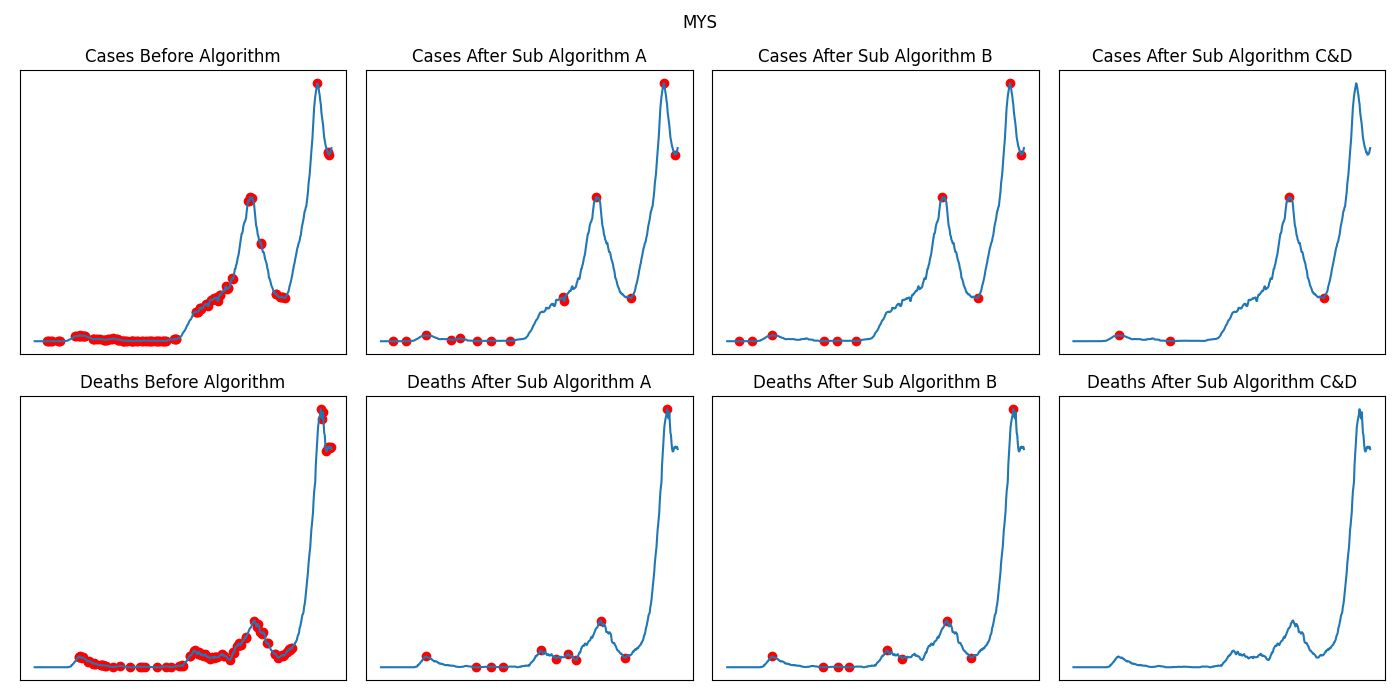 MYS
Cases Before Algorithm
Cases After Sub Algorithm A
Cases After Sub Algorithm B
Cases After Sub Algorithm C&D
Deaths Before Algorithm
Deaths After Sub Algorithm A
Deaths After Sub Algorithm B
Deaths After Sub Algorithm C&D